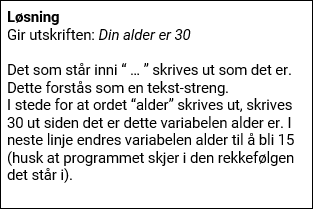 Løsning
Gir utskriften: Din alder er 30
Det som står inni “ ... ” skrives ut som det er.
Dette forstås som en tekst-streng.
I stede for at ordet “alder” skrives ut, skrives
30 ut siden det er dette variabelen alder er. I
neste linje endres variabelen alder til å bli 15
(husk at programmet skjer i den rekkefølgen
det står i).